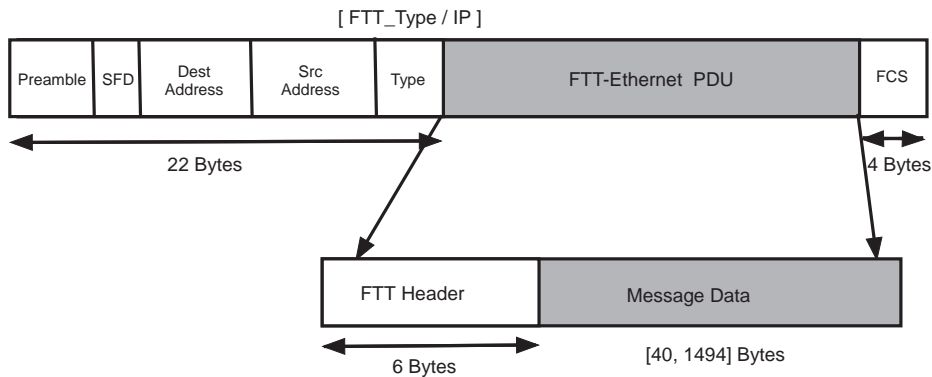 [ FTT_Type / IP ]
Preamble
SFD
Dest
Address
Src
Address
Type
FTT-Ethernet PDU
FCS
22 Bytes
4 Bytes
FTT Header
Message Data
6 Bytes
[40, 1494] Bytes